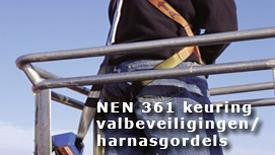 NEN 361 keuring
valbeveiligingen/
harnasgordels